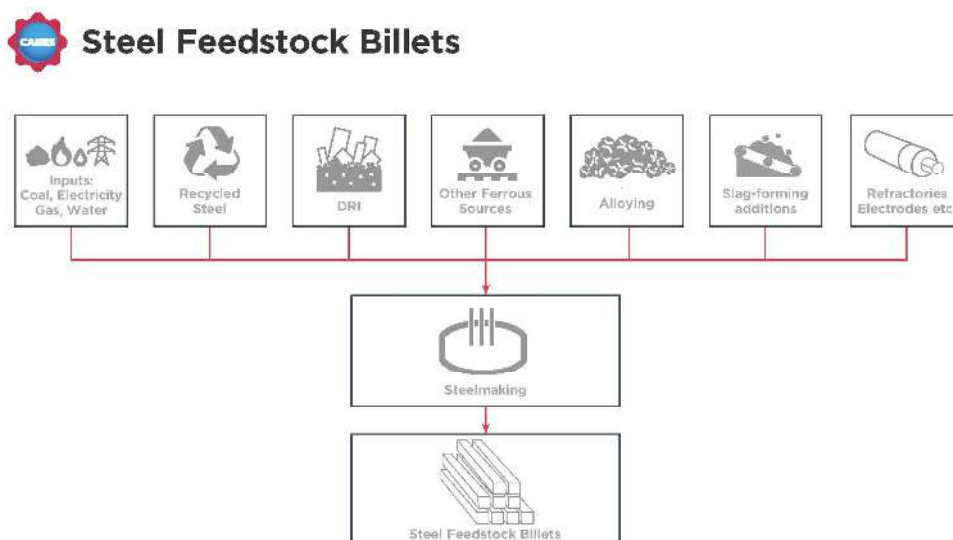 CARES
Steel Feedstock Billets
Inputs:
Coal, Electricity
Gas, Water
Recycled
Steel
DRI
Other Ferrous
Sources
Alloying
Slag-forming
additions
Refractories
Electrodes etc
Steelmaking
Steel Feedstock Billets